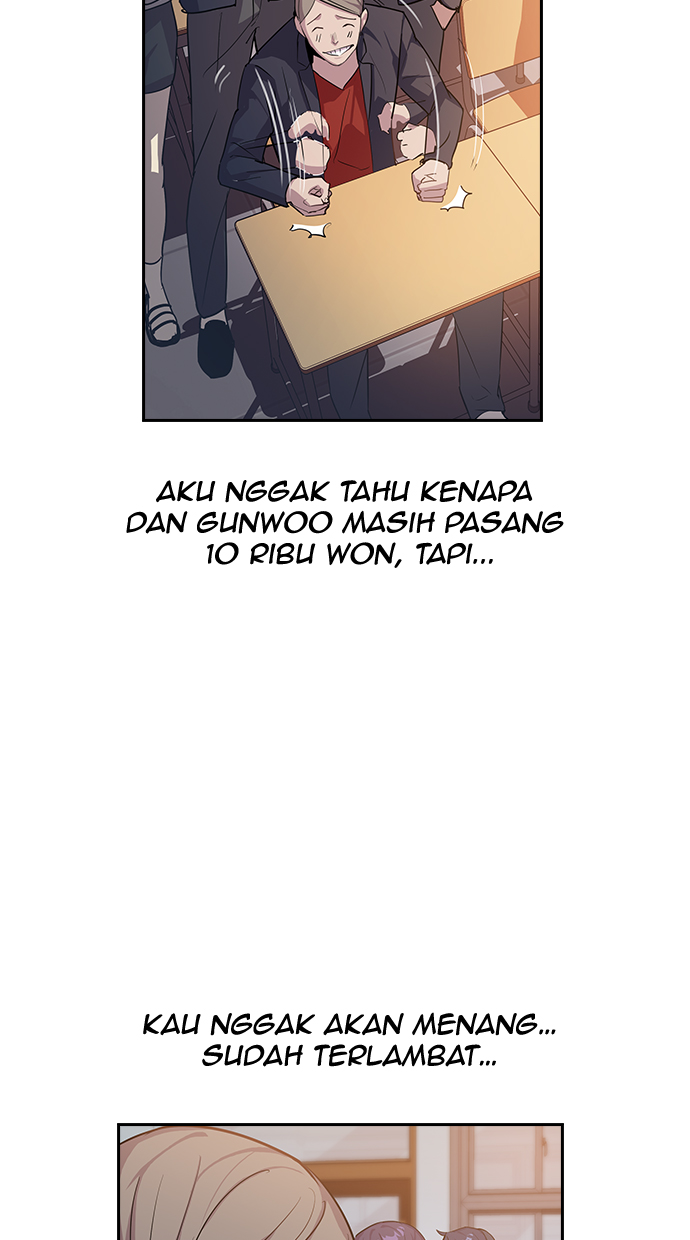 AKU NGGAK TAHU KENAPA
DAN GUNWOO MASIH PASANG
10 RIBU WON, TAPI...
KAU NGGAK AKAN MENANG...
SUDAH TERLAMBAT...